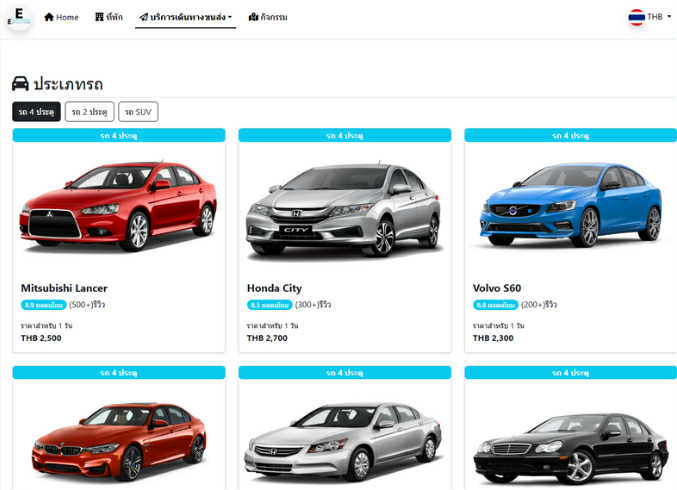 E
Home
ที่พัก
บริการเดินทางขนส่ง
กิจกรรม
THB
ประเภทรถ
รถ 4 ประตู
รถ 2 ประตู
รถ SUV
รถ 4 ประตู
รถ 4 ประตู
รถ 4 ประตู
CITY
Mitsubishi Lancer
8.9 ยอดเยี่ยม (500+)รีวิว
ราคาสำหรับ 1 วัน
THB 2,500
Honda City
8.5 ยอดเยี่ยม (300+)รีวิว
ราคาสำหรับ 1 วัน
THB 2,700
Volvo S60
ยอดเยี่ยม (200+)รีวิว
ราคาสำหรับ 1 วัน
THB 2,300
รถ 4 ประตู
รถ 4 ประตู
รถ 4 ประตู